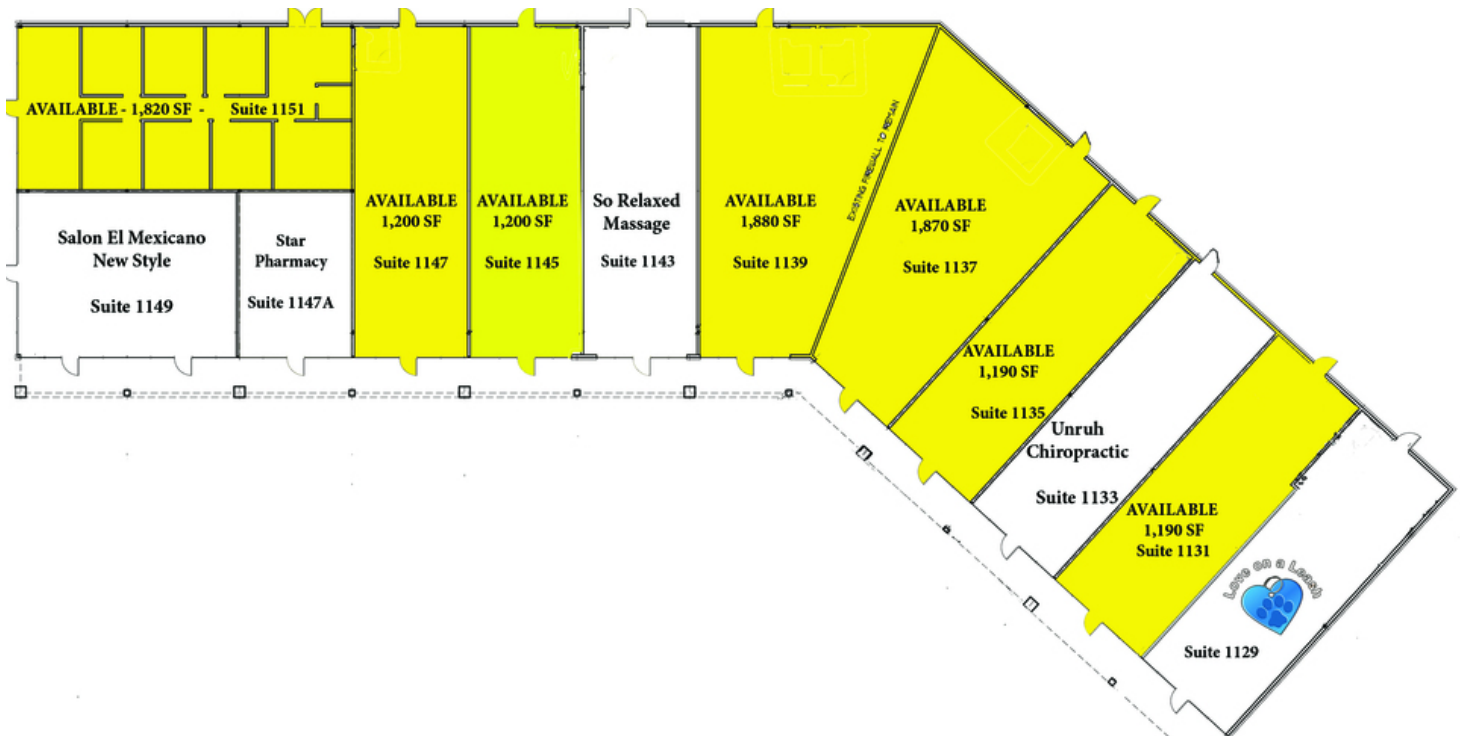 AVAILABLE - 1,820 SF - Suite 1151
Salon El Mexicano
New Style
Suite 1149
Star
Pharmacy
Suite 1147A
AVAILABLE
1,200 SF
Suite 1147
AVAILABLE
1,200 SF
Suite 1145
So Relaxed
Massage
Suite 1143
AVAILABLE
1,880 SF
Suite 1139
EXISTING FIREWALL TO REMAIN
AVAILABLE
1,870 SF
Suite 1137
AVAILABLE
1,190 SF
Suite 1135
Unruh
Chiropractic
Suite 1133
AVAILABLE
1,190 SF
Suite 1131
Love on a Leash
Suite 1129